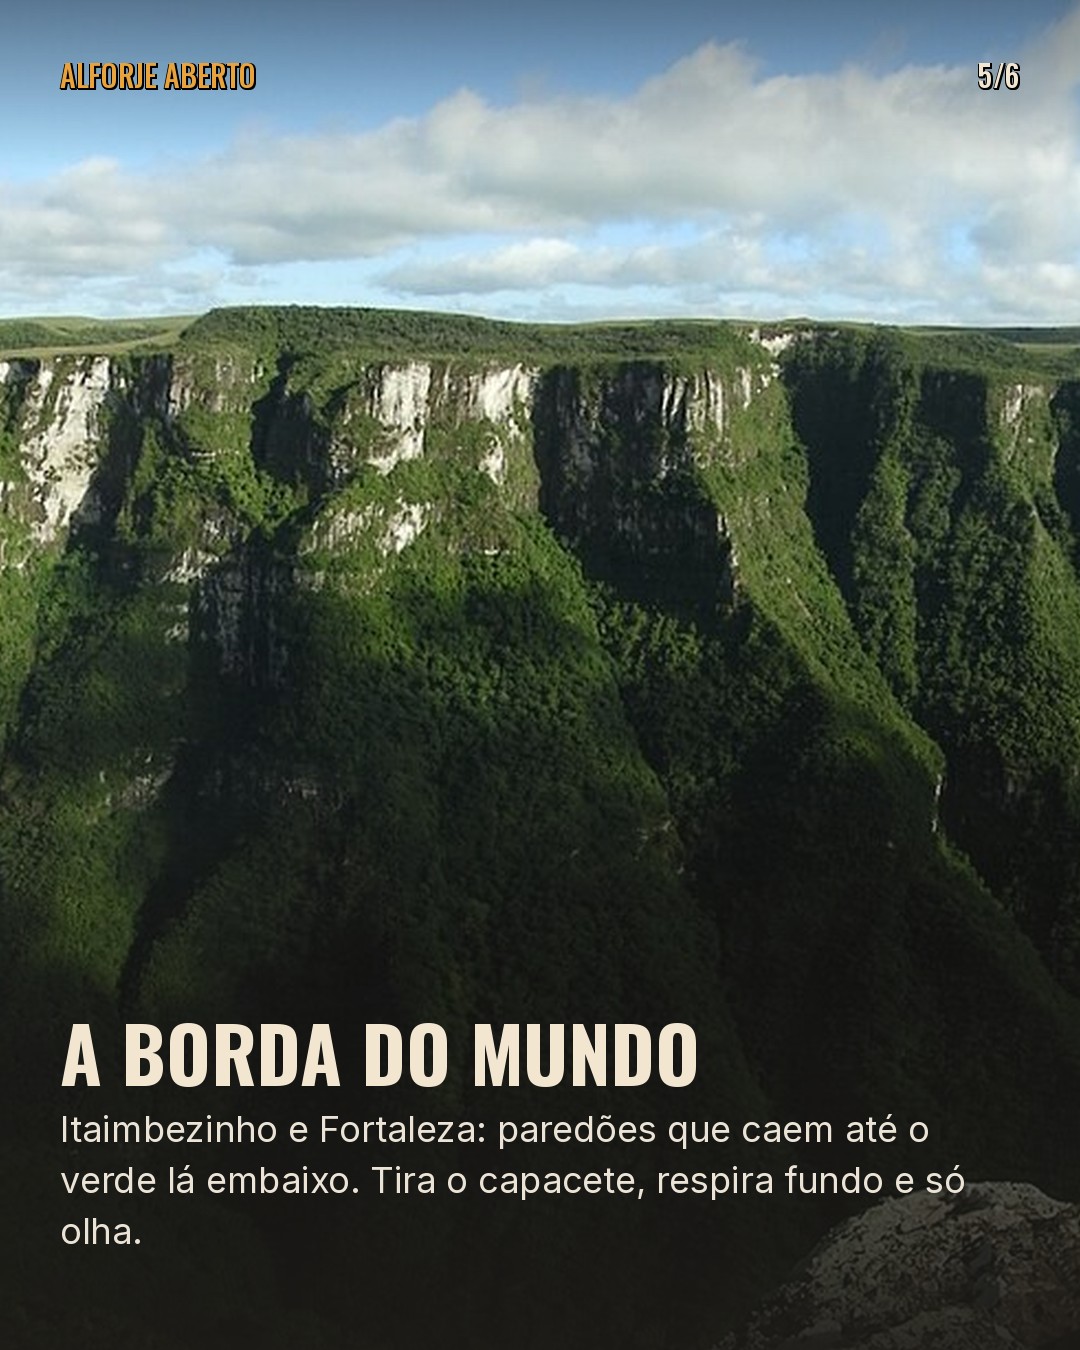 ALFORJE ABERTO
5/6
A BORDA DO MUNDO
Itaimbezinho e Fortaleza: paredões que caem até o
verde lá embaixo. Tira o capacete, respira fundo e só
olha.